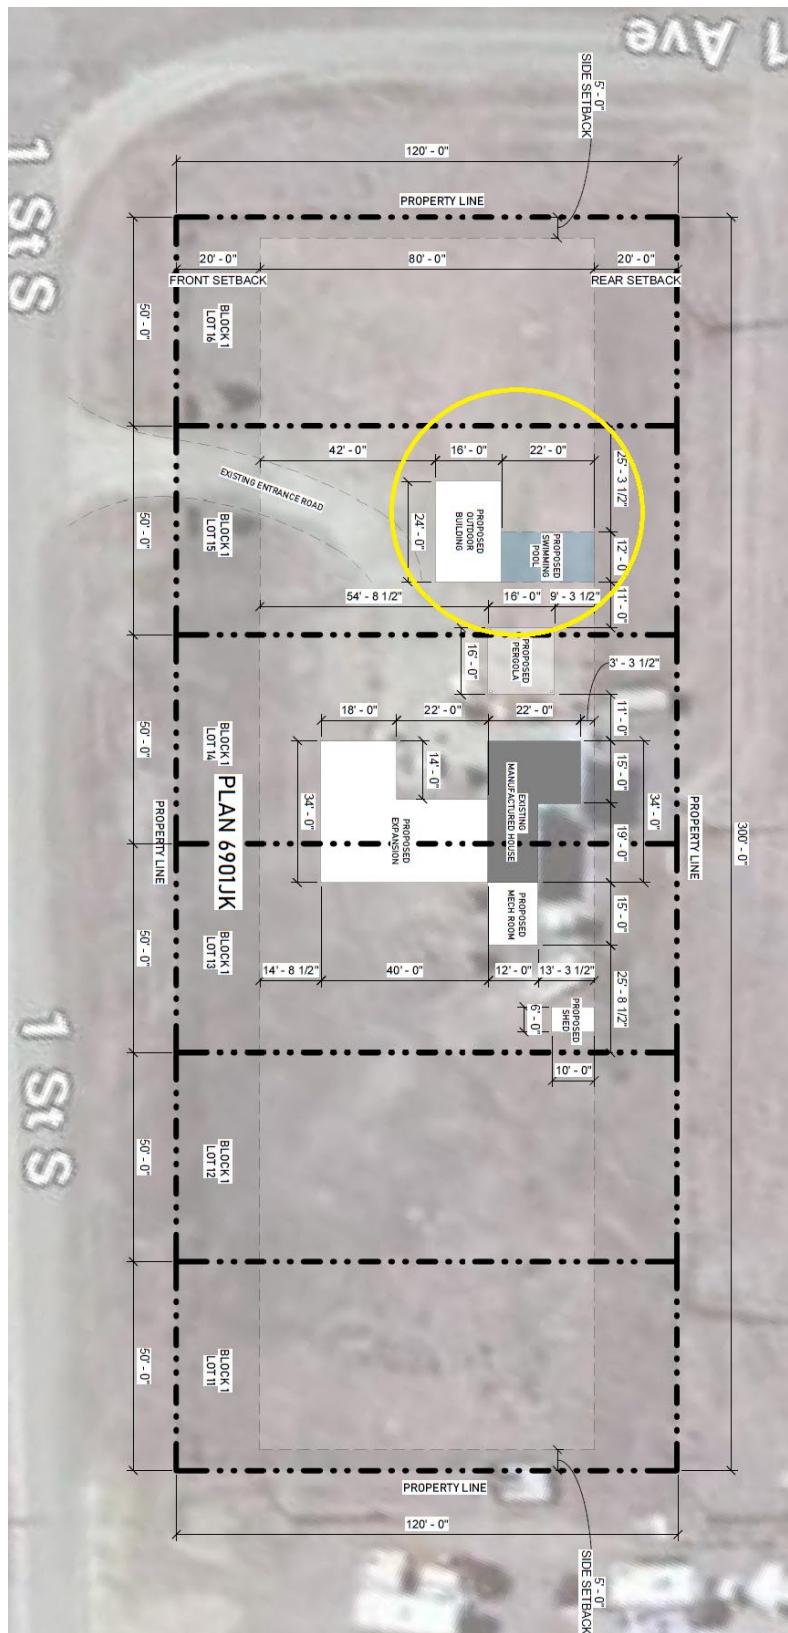 1 Ave
5' - 0"
SIDE SETBACK
120' - 0"
1 St S
PROPERTY LINE
20' - 0"
80' - 0"
20' - 0"
FRONT SETBACK
REAR SETBACK
50' - 0"
BLOCK 1
LOT 16
42' - 0"
16' - 0"
22' - 0"
25' - 3 1/2"
EXISTING ENTRANCE ROAD
50' - 0"
BLOCK 1
LOT 15
24' - 0"
PROPOSED
OUTDOOR
BUILDING
PROPOSED
SWIMMING
POOL
12' - 0"
54' - 8 1/2"
16' - 0"
9' - 3 1/2"
11' - 0"
16' - 0"
PROPOSED
PERGOLA
3' - 3 1/2"
18' - 0"
22' - 0"
22' - 0"
11' - 0"
50' - 0"
BLOCK 1
LOT 14
14' - 0"
EXISTING
MANUFACTURED HOUSE
15' - 0"
34' - 0"
34' - 0"
PROPOSED
EXPANSION
19' - 0"
PLAN 6901JK
PROPERTY LINE
PROPERTY LINE
300' - 0"
PROPOSED
MECH ROOM
15' - 0"
50' - 0"
BLOCK 1
LOT 13
14' - 8 1/2"
40' - 0"
12' - 0"
13' - 3 1/2"
25' - 8 1/2"
6' - 0"
PROPOSED
SHED
10' - 0"
1 St S
50' - 0"
BLOCK 1
LOT 12
50' - 0"
BLOCK 1
LOT 11
PROPERTY LINE
120' - 0"
5' - 0"
SIDE SETBACK